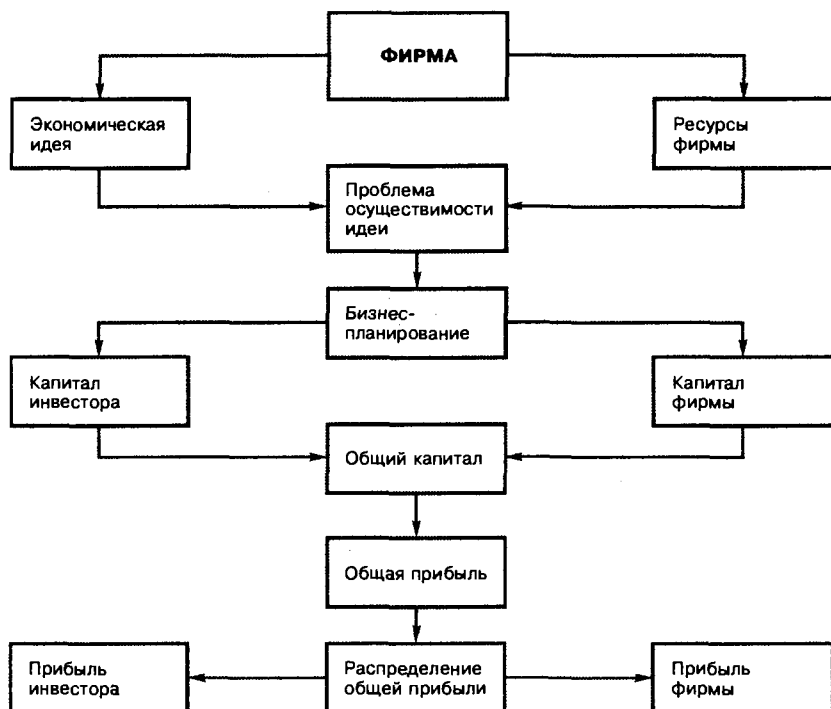 ФИРМА
Экономическая
идея
Ресурсы
фирмы
Проблема
осуществимости
идеи
Бизнес-
планирование
Капитал
инвестора
Капитал
фирмы
Общий капитал
Общая прибыль
Прибыль
инвестора
Распределение
общей прибыли
Прибыль
фирмы